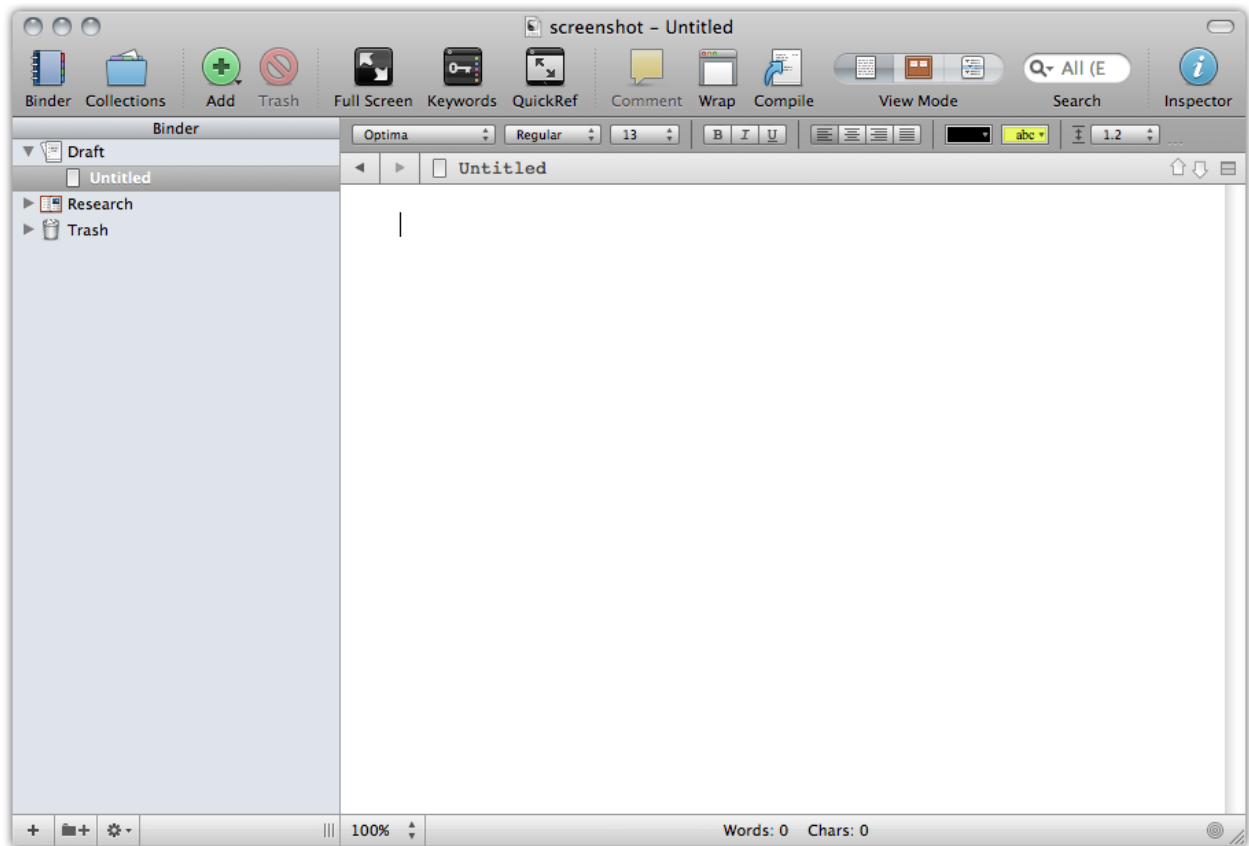 screenshot – Untitled
Binder Collections Add Trash Full Screen Keywords QuickRef Comment Wrap Compile View Mode Search Inspector
All (E
Binder
Optima Regular 13 B I U abc 1.2 ...
Draft
Untitled
Untitled
Research
Trash
100% Words: 0 Chars: 0